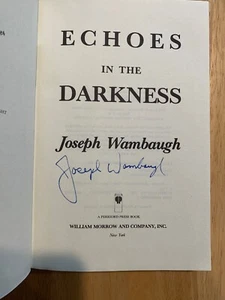 ECHOES
IN THE
DARKNESS
Joseph Wambaugh
Joseph Wambaugh
A PERIGORD PRESS BOOK
WILLIAM MORROW AND COMPANY, INC.
New York